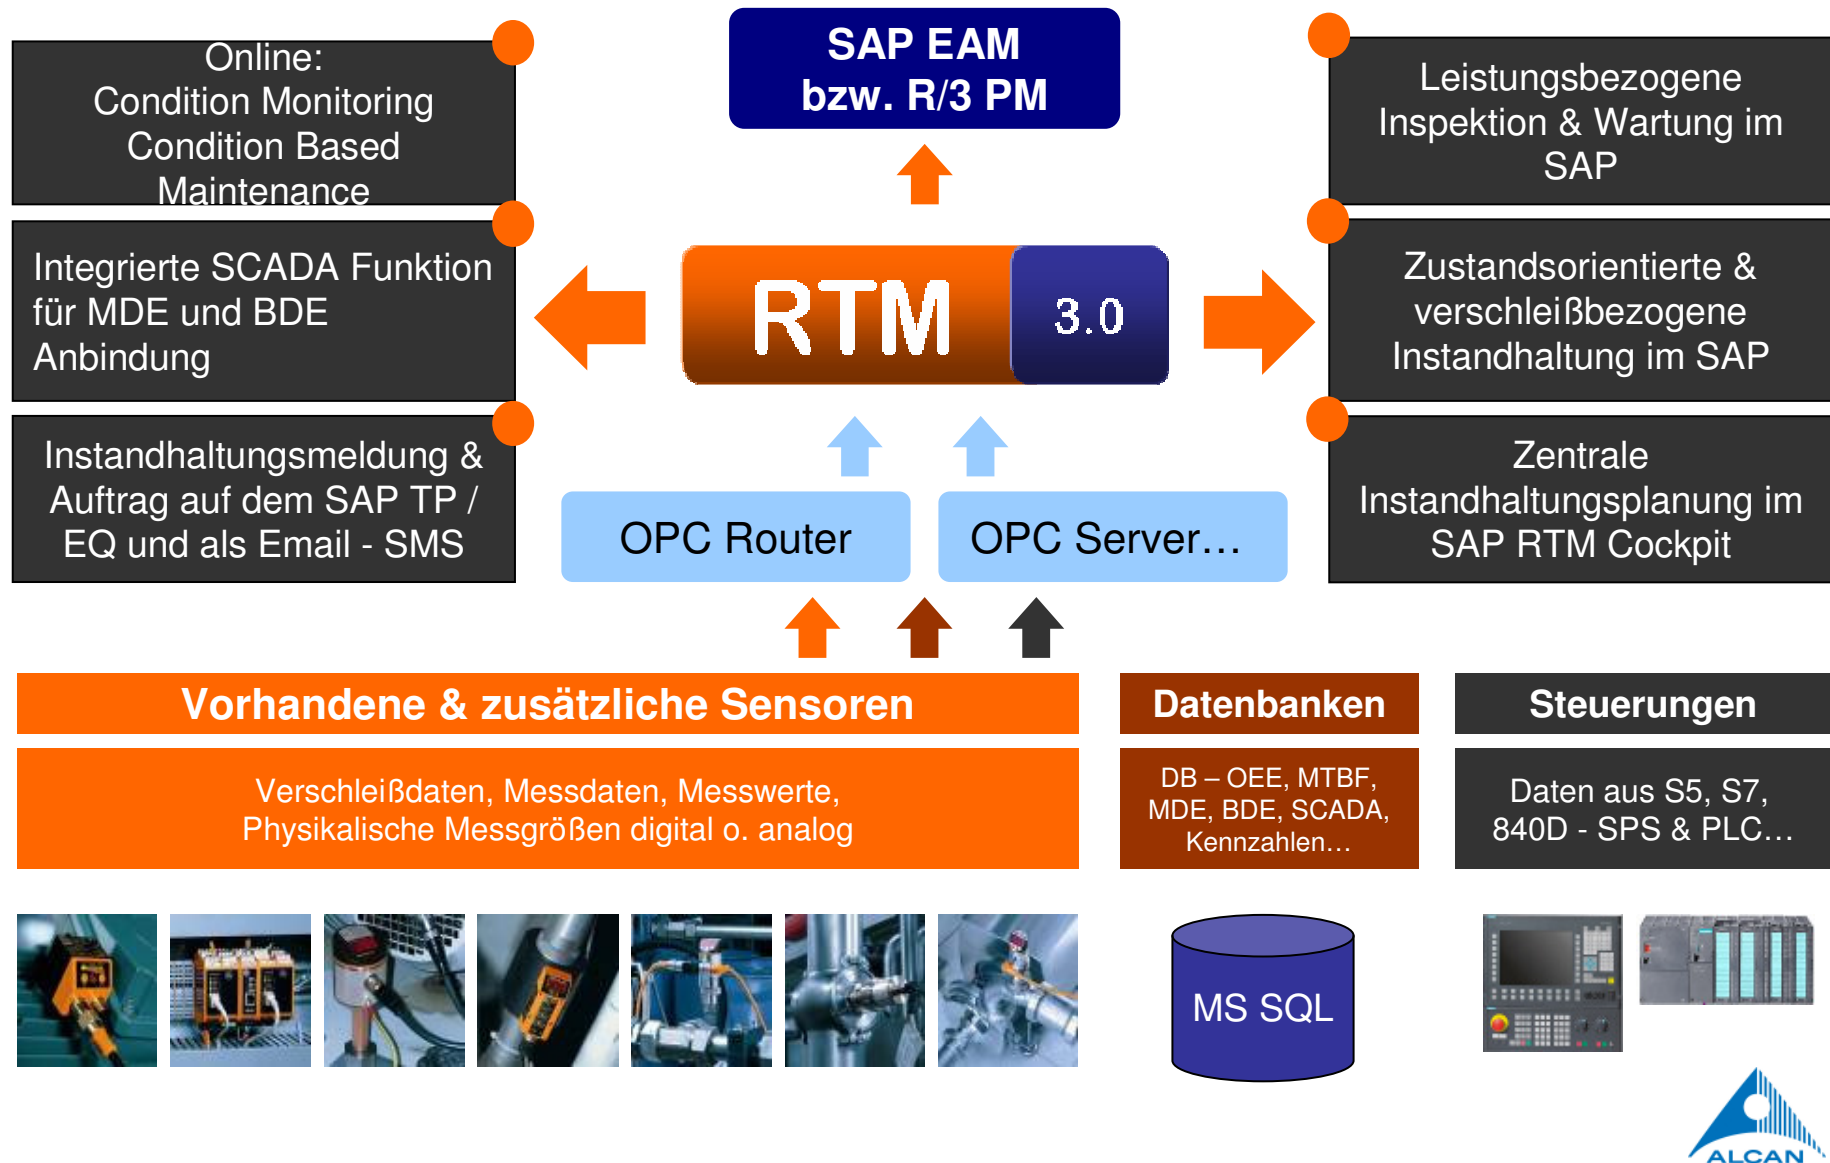 Online:
Condition Monitoring
Condition Based
Maintenance
SAP EAM
bzw. R/3 PM
Leistungsbezogene
Inspektion & Wartung im
SAP
Integrierte SCADA Funktion
für MDE und BDE
Anbindung
RTM 3.0
Zustandsorientierte &
verschleißbezogene
Instandhaltung im SAP
Instandhaltungsmeldung &
Auftrag auf dem SAP TP /
EQ und als Email - SMS
OPC Router
OPC Server…
Zentrale
Instandhaltungsplanung im
SAP RTM Cockpit
Vorhandene & zusätzliche Sensoren
Datenbanken
Steuerungen
Verschleißdaten, Messdaten, Messwerte,
Physikalische Messgrößen digital o. analog
DB – OEE, MTBF,
MDE, BDE, SCADA,
Kennzahlen…
Daten aus S5, S7,
840D - SPS & PLC…
MS SQL
ALCAN